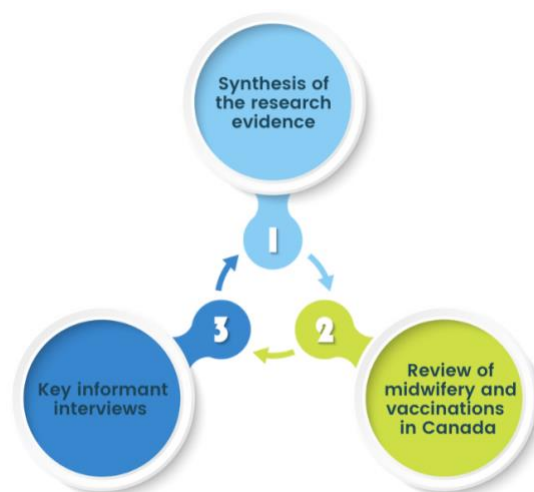 Synthesis of
the research
evidence
1
3
2
Key informant
interviews
Review of
midwifery and
vaccinations
in Canada